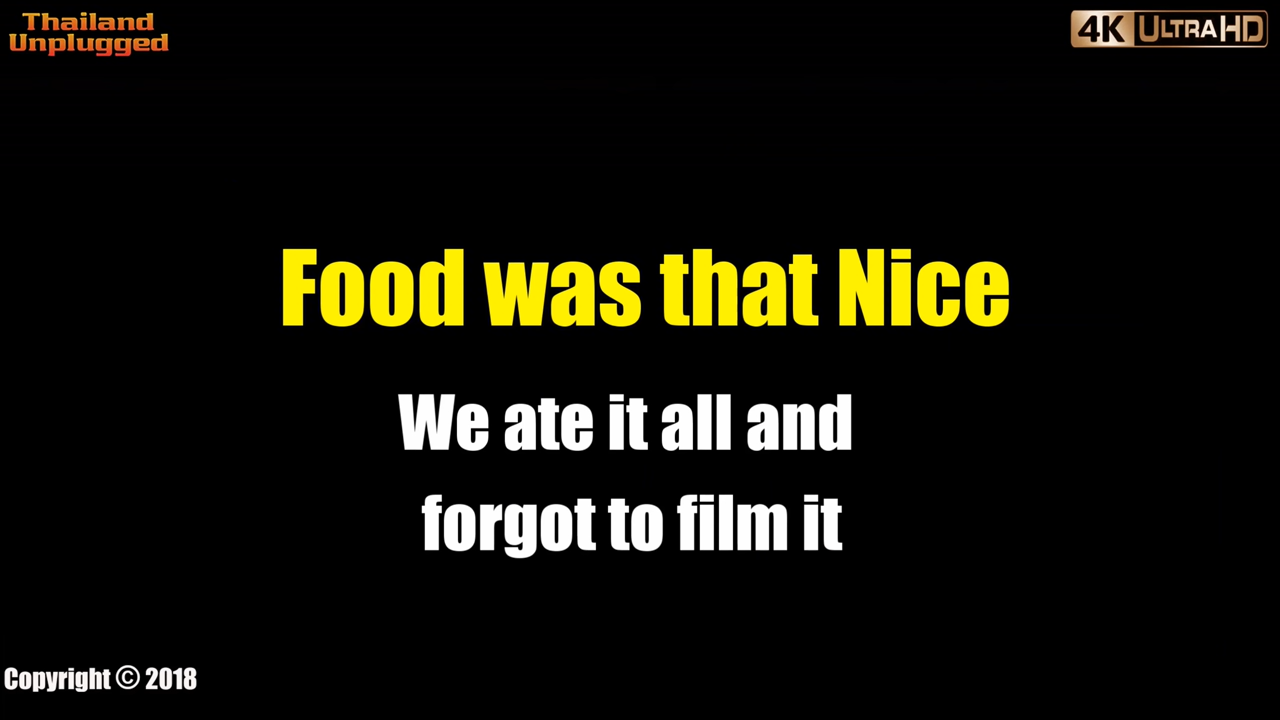 Thailand
Unplugged
4K ULTRA HD
Food was that Nice
We ate it all and
forgot to film it
Copyright © 2018